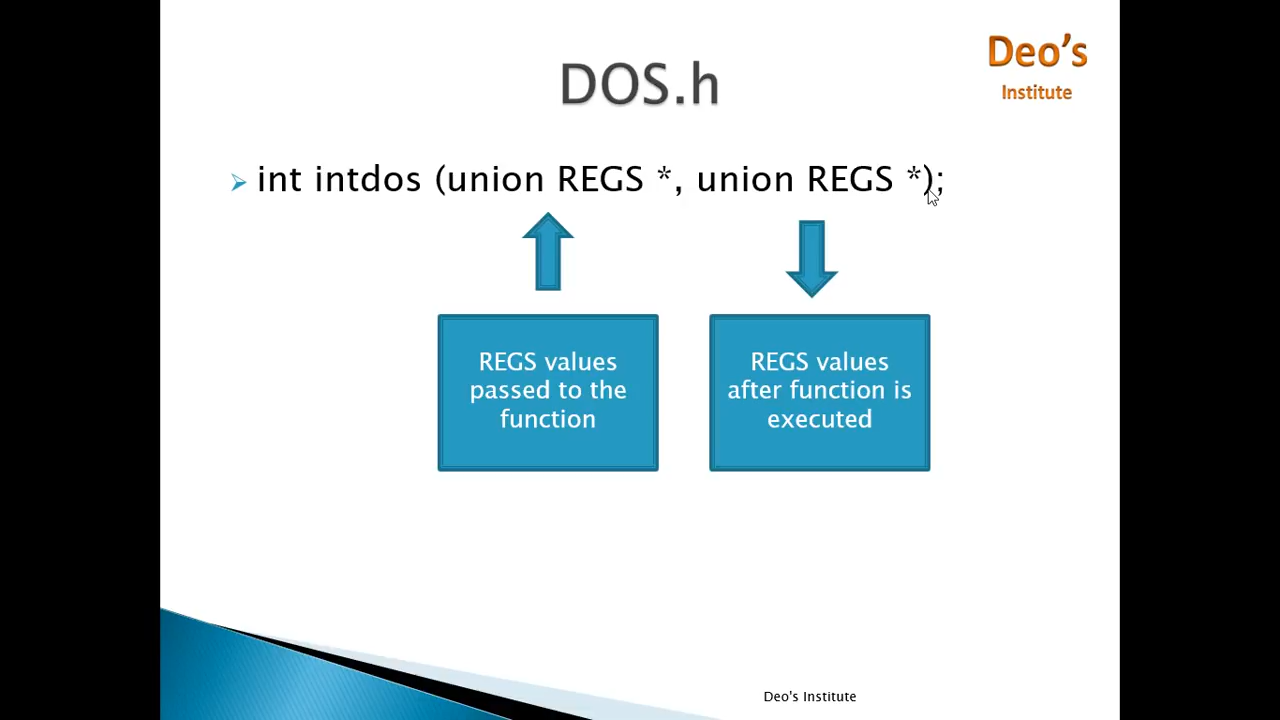 Deo's
Institute
DOS.h
int intdos (union REGS *, union REGS *);
REGS values
passed to the
function
REGS values
after function is
executed
Deo's Institute